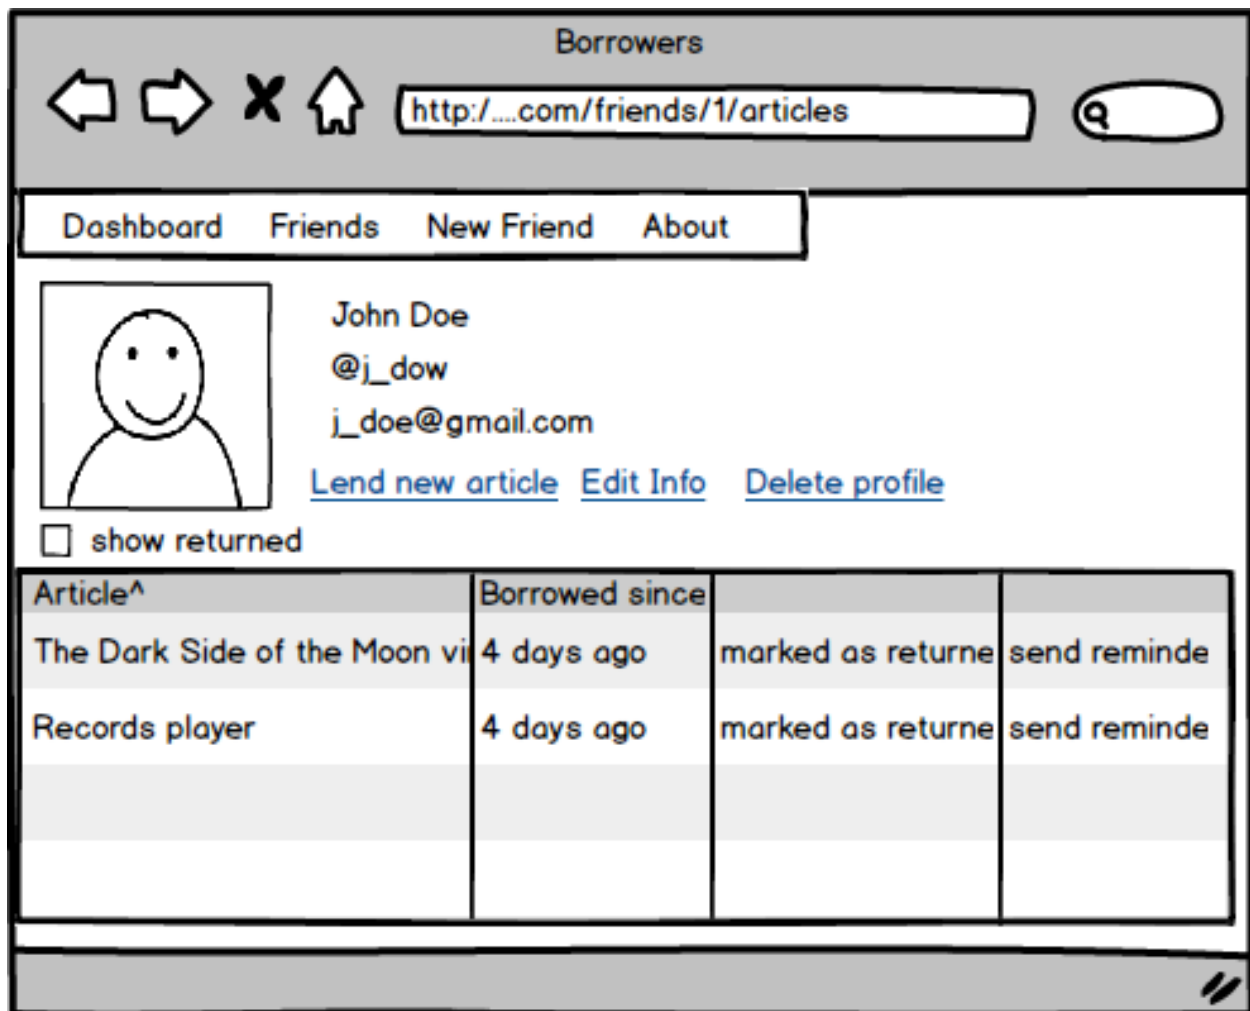 Borrowers
http:/....com/friends/1/articles
Dashboard Friends New Friend About
John Doe
@j_dow
j_doe@gmail.com
Lend new article Edit Info Delete profile
show returned
Article^ Borrowed since
The Dark Side of the Moon vi 4 days ago marked as returne send reminde
Records player 4 days ago marked as returne send reminde